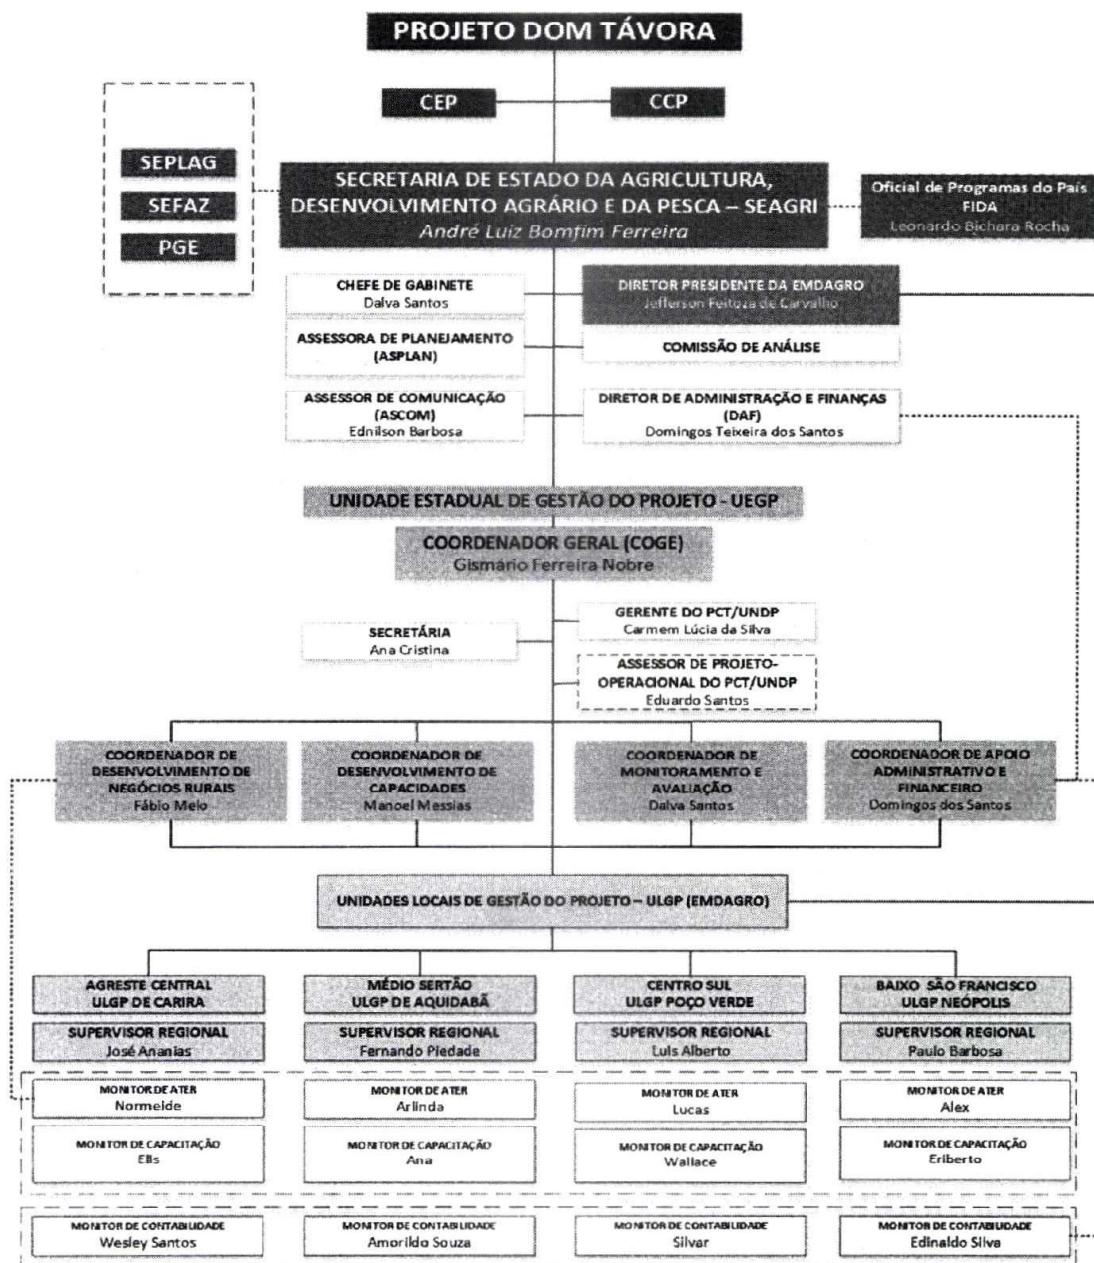 PROJETO DOM TÁVORA
CEP
CCP
SEPLAG
SEFAZ
PGE
SECRETARIA DE ESTADO DA AGRICULTURA,
DESENVOLVIMENTO AGRÁRIO E DA PESCA – SEAGRI
André Luiz Bomfim Ferreira
Oficial de Programas do País
FIDA
Leonardo Bichara Rocha
CHEFE DE GABINETE
Dalva Santos
DIRETOR PRESIDENTE DA EMDAGRO
Jefferson Feitoza de Carvalho
ASSESSORA DE PLANEJAMENTO
(ASPLAN)
COMISSÃO DE ANÁLISE
ASSESSOR DE COMUNICAÇÃO
(ASCOM)
Ednilson Barbosa
DIRETOR DE ADMINISTRAÇÃO E FINANÇAS
(DAF)
Domingos Teixeira dos Santos
UNIDADE ESTADUAL DE GESTÃO DO PROJETO - UEGP
COORDENADOR GERAL (COGE)
Gismário Ferreira Nobre
SECRETÁRIA
Ana Cristina
GERENTE DO PCT/UNDP
Carmem Lúcia da Silva
ASSESSOR DE PROJETO-
OPERACIONAL DO PCT/UNDP
Eduardo Santos
COORDENADOR DE
DESENVOLVIMENTO DE
NEGÓCIOS RURAIS
Fábio Melo
COORDENADOR DE
DESENVOLVIMENTO DE
CAPACIDADES
Manoel Messias
COORDENADOR DE
MONITORAMENTO E
AVALIAÇÃO
Dalva Santos
COORDENADOR DE APOIO
ADMINISTRATIVO E
FINANCEIRO
Domingos dos Santos
UNIDADES LOCAIS DE GESTÃO DO PROJETO – ULGP (EMDAGRO)
AGRESTE CENTRAL
ULGP DE CARIRA
MÉDIO SERTÃO
ULGP DE AQUIDABÃ
CENTRO SUL
ULGP POÇO VERDE
BAIXO SÃO FRANCISCO
ULGP NEÓPOLIS
SUPERVISOR REGIONAL
José Ananias
SUPERVISOR REGIONAL
Fernando Piedade
SUPERVISOR REGIONAL
Luis Alberto
SUPERVISOR REGIONAL
Paulo Barbosa
MONITOR DE ATER
Normeide
MONITOR DE ATER
Arlinda
MONITOR DE ATER
Lucas
MONITOR DE ATER
Alex
MONITOR DE CAPACITAÇÃO
Elis
MONITOR DE CAPACITAÇÃO
Ana
MONITOR DE CAPACITAÇÃO
Wallace
MONITOR DE CAPACITAÇÃO
Eriberto
MONITOR DE CONTABILIDADE
Wesley Santos
MONITOR DE CONTABILIDADE
Amorildo Souza
MONITOR DE CONTABILIDADE
Silvar
MONITOR DE CONTABILIDADE
Edinaldo Silva